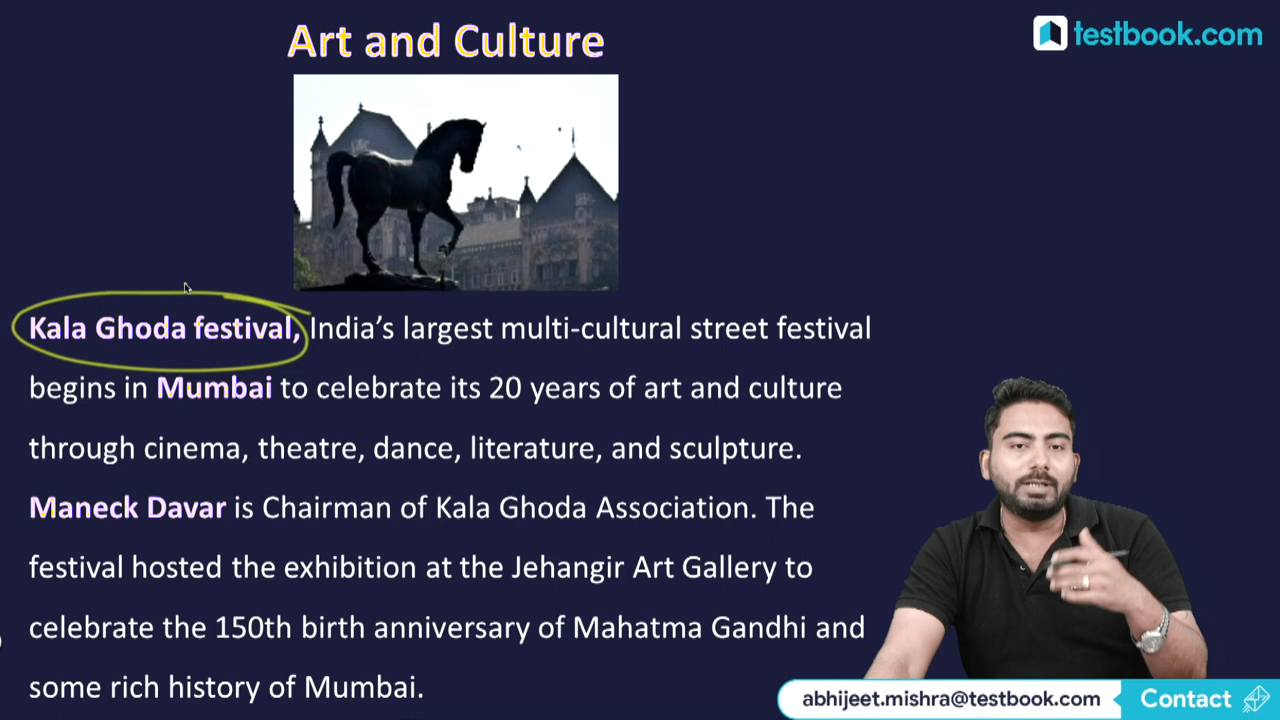 Art and Culture
testbook.com
Kala Ghoda festival, India’s largest multi-cultural street festival
begins in Mumbai to celebrate its 20 years of art and culture
through cinema, theatre, dance, literature, and sculpture.
Maneck Davar is Chairman of Kala Ghoda Association. The
festival hosted the exhibition at the Jehangir Art Gallery to
celebrate the 150th birth anniversary of Mahatma Gandhi and
some rich history of Mumbai.
abhijeet.mishra@testbook.com Contact